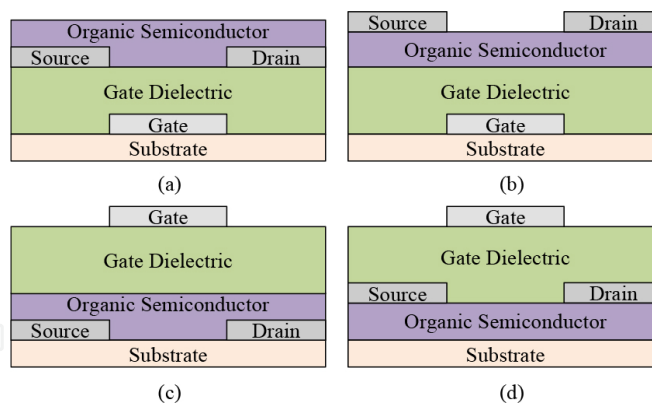 Organic Semiconductor
Source
Drain
Gate Dielectric
Gate
Substrate
(a)
Source
Drain
Organic Semiconductor
Gate Dielectric
Gate
Substrate
(b)
Gate
Gate Dielectric
Organic Semiconductor
Source
Drain
Substrate
(c)
Gate
Gate Dielectric
Source
Drain
Organic Semiconductor
Substrate
(d)